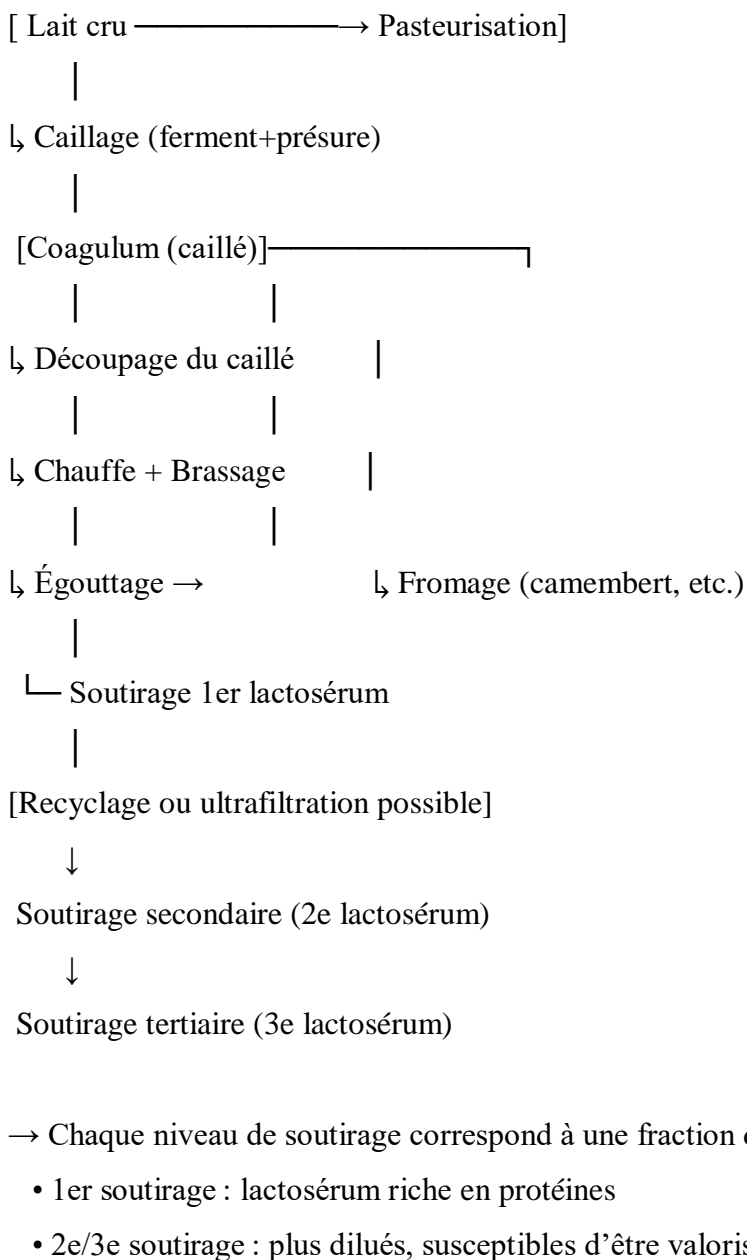 [ Lait cru ──────────→ Pasteurisation]
│
↳ Caillage (ferment+présure)
│
[Coagulum (caillé)]─────────────┐
│ │
↳ Découpage du caillé │
│ │
↳ Chauffe + Brassage │
│ │
↳ Égouttage → ↳ Fromage (camembert, etc.)
│
└─ Soutirage 1er lactosérum
│
[Recyclage ou ultrafiltration possible]
↓
Soutirage secondaire (2e lactosérum)
↓
Soutirage tertiaire (3e lactosérum)
→ Chaque niveau de soutirage correspond à une fraction
• 1er soutirage : lactosérum riche en protéines
• 2e/3e soutirage : plus dilués, susceptibles d’être